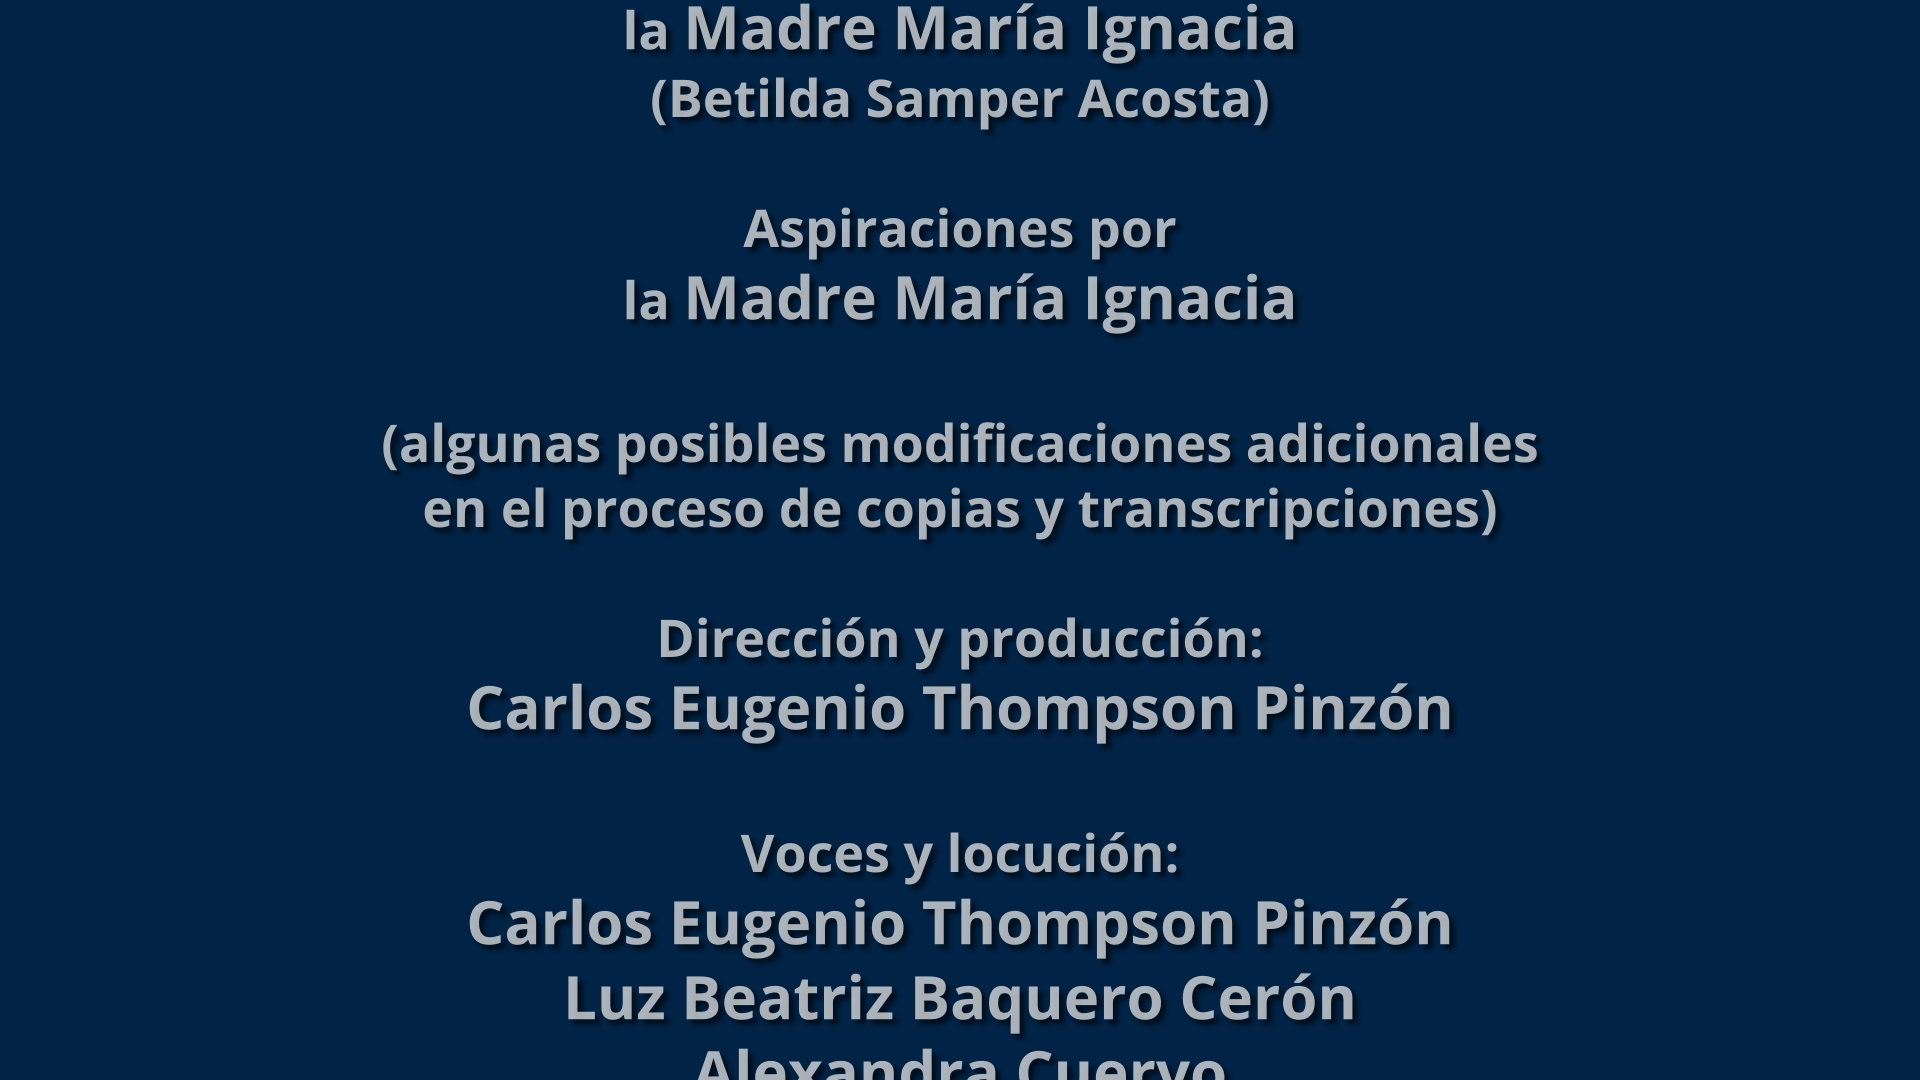 la Madre María Ignacia
(Betilda Samper Acosta)
Aspiraciones por
la Madre María Ignacia
(algunas posibles modificaciones adicionales
en el proceso de copias y transcripciones)
Dirección y producción:
Carlos Eugenio Thompson Pinzón
Voces y locución:
Carlos Eugenio Thompson Pinzón
Luz Beatriz Baquero Cerón
Alexandra Cuervo